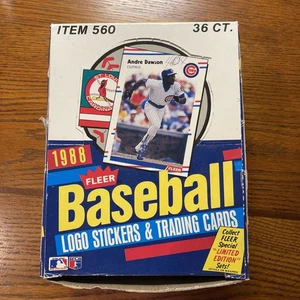 ITEM 560
36 CT.
Andre Dawson
FLEER
1988
FLEER
Baseball
LOGO STICKERS & TRADING CARDS
Collect
FLEER
Special
"LIMITED
EDITION"
Sets!